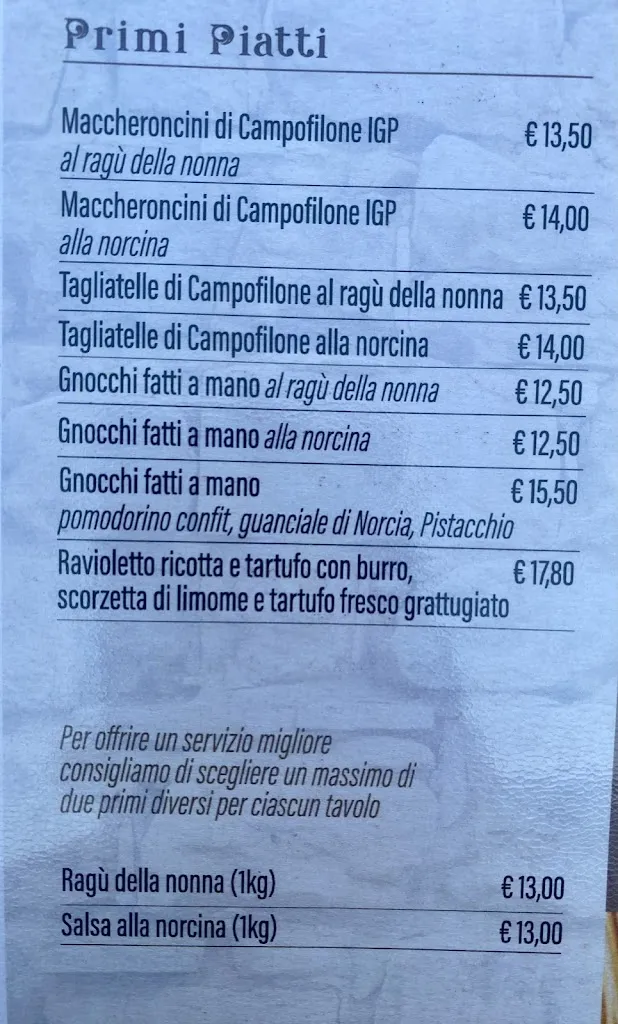 Primi Piatti
Maccheroncini di Campofilone IGP € 13,50
al ragù della nonna
Maccheroncini di Campofilone IGP € 14,00
alla norcina
Tagliatelle di Campofilone al ragù della nonna € 13,50
Tagliatelle di Campofilone alla norcina € 14,00
Gnocchi fatti a mano al ragù della nonna € 12,50
Gnocchi fatti a mano alla norcina € 12,50
Gnocchi fatti a mano € 15,50
pomodorino confit, guanciale di Norcia, Pistacchio
Ravioletto ricotta e tartufo con burro, € 17,80
scorzetta di limome e tartufo fresco grattugiato
Per offrire un servizio migliore
consigliamo di scegliere un massimo di
due primi diversi per ciascun tavolo
Ragù della nonna (1kg) € 13,00
Salsa alla norcina (1kg) € 13,00